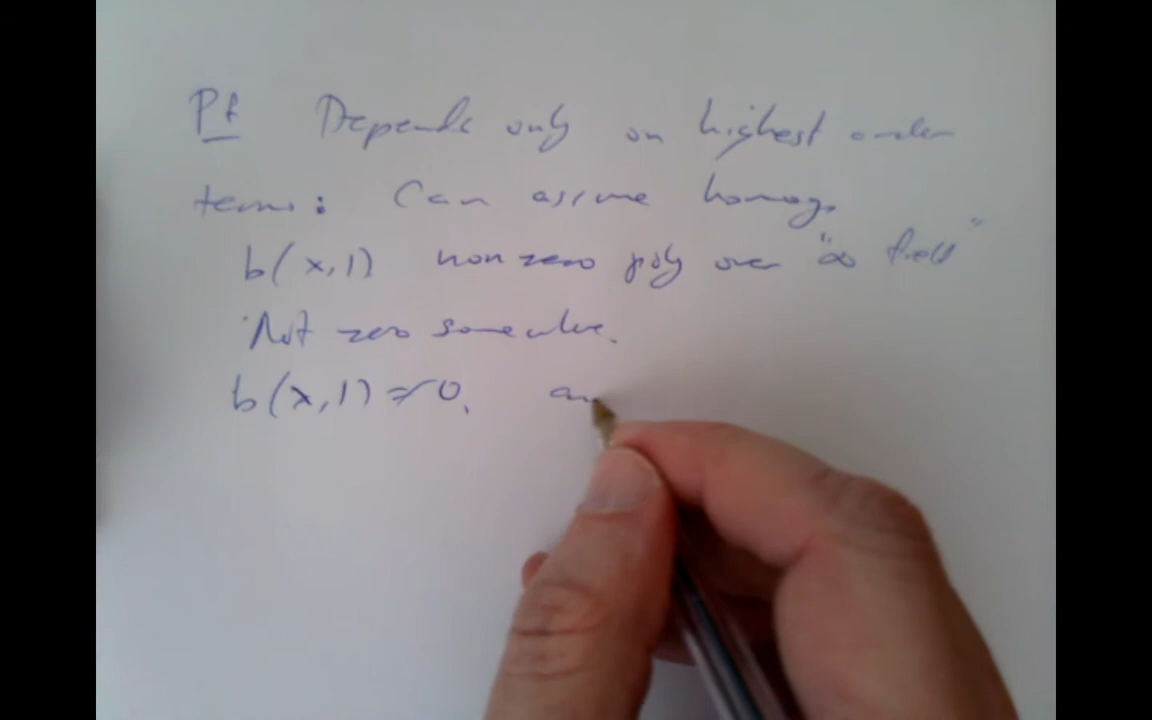 Pf Depends only on highest order
terms: Can assume homog.
b(x,1) nonzero poly over "∞ field"
Not zero somewhere.
b(λ,1) ≠ 0. an